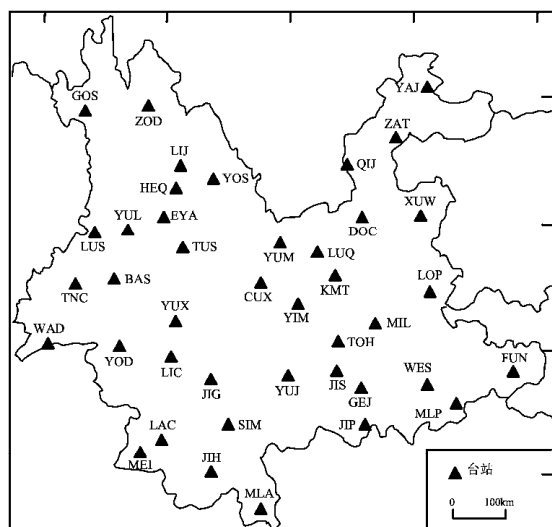 YAJ
GOS
ZOD
ZAT
LIJ
QIJ
YOS
HEQ
EYA
XUW
YUL
DOC
LUS
TUS
YUM
LUQ
BAS
KMT
TNC
CUX
LOP
YIM
YUX
MIL
WAD
TOH
YOD
LIC
FUN
JIG
YUJ
JIS
WES
GEJ
MLP
LAC
SIM
JIP
MEI
JIH
台站
MLA
0 100km